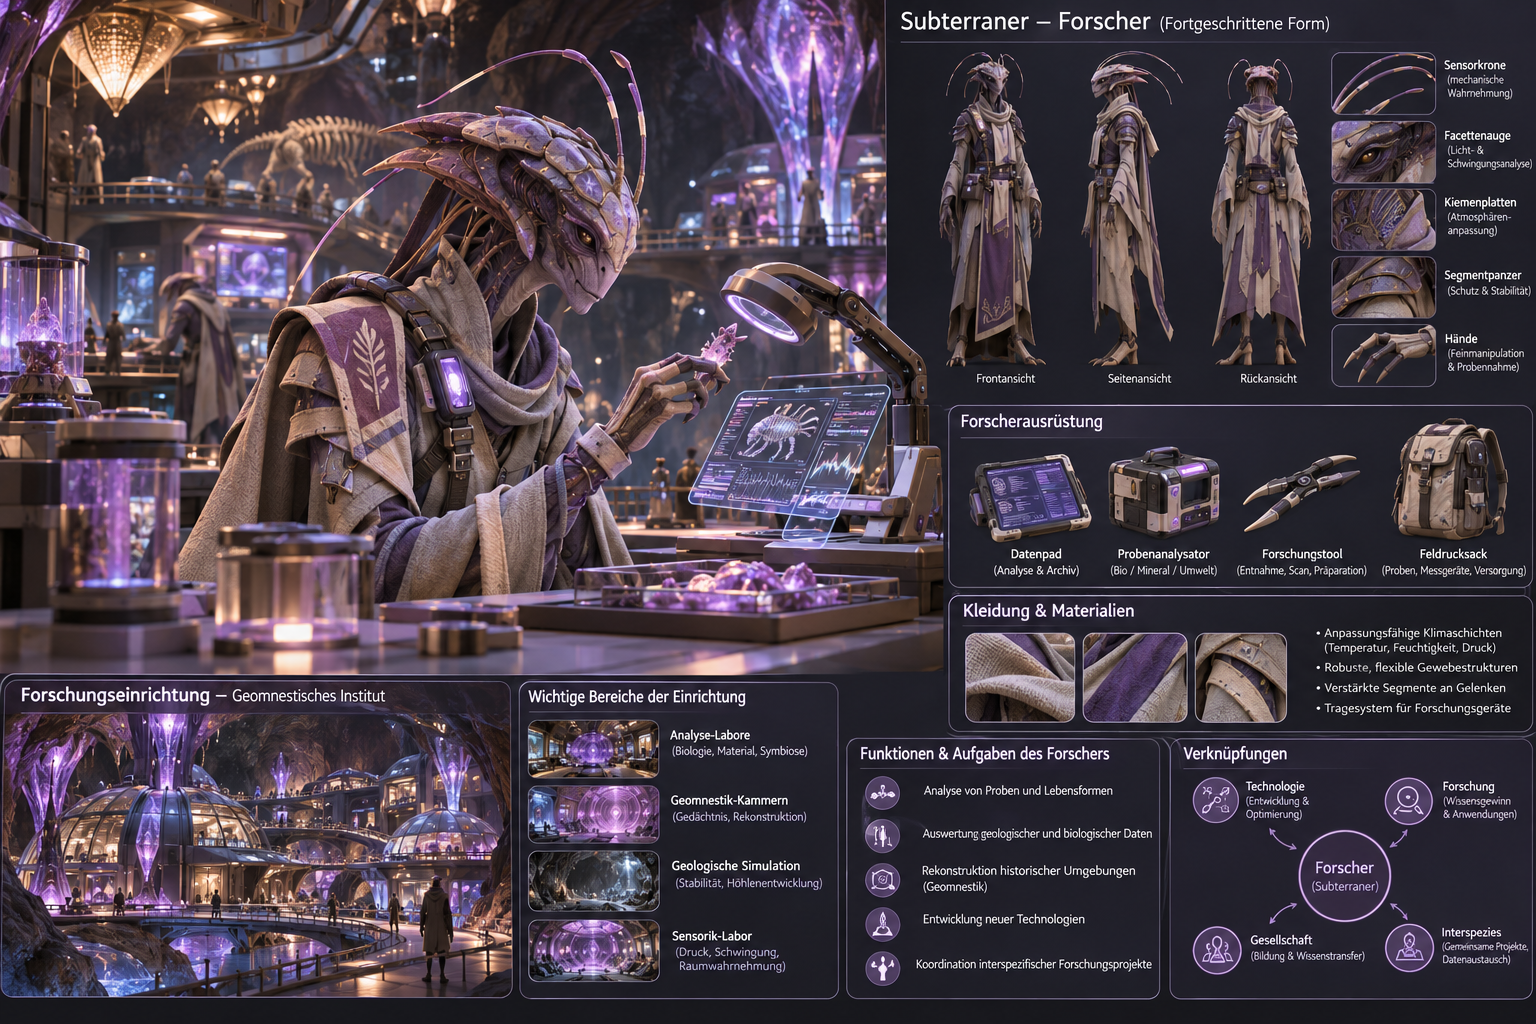 Subterraner – Forscher (Fortgeschrittene Form)
Frontansicht
Seitenansicht
Rückansicht
Sensorkrone
(mechanische
Wahrnehmung)
Facettenauge
(Licht- &
Schwingungsanalyse)
Kiemenplatten
(Atmosphären-
anpassung)
Segmentpanzer
(Schutz & Stabilität)
Hände
(Feinmanipulation
& Probennahme)
Forscherausrüstung
Datenpad
(Analyse & Archiv)
Probenanalysator
(Bio / Mineral / Umwelt)
Forschungstool
(Entnahme, Scan, Präparation)
Feldrucksack
(Proben, Messgeräte, Versorgung)
Kleidung & Materialien
• Anpassungsfähige Klimaschichten
(Temperatur, Feuchtigkeit, Druck)
• Robuste, flexible Gewebestrukturen
• Verstärkte Segmente an Gelenken
• Tragesystem für Forschungsgeräte
Forschungseinrichtung – Geomnestisches Institut
Wichtige Bereiche der Einrichtung
Analyse-Labore
(Biologie, Material, Symbiose)
Geomnestik-Kammern
(Gedächtnis, Rekonstruktion)
Geologische Simulation
(Stabilität, Höhlenentwicklung)
Sensorik-Labor
(Druck, Schwingung,
Raumwahrnehmung)
Funktionen & Aufgaben des Forschers
Analyse von Proben und Lebensformen
Auswertung geologischer und biologischer Daten
Rekonstruktion historischer Umgebungen
(Geomnestik)
Entwicklung neuer Technologien
Koordination interspezifischer Forschungsprojekte
Verknüpfungen
Technologie
(Entwicklung &
Optimierung)
Forschung
(Wissensgewinn
& Anwendungen)
Forscher
(Subterraner)
Gesellschaft
(Bildung & Wissenstransfer)
Interspezies
(Gemeinsame Projekte,
Datenaustausch)